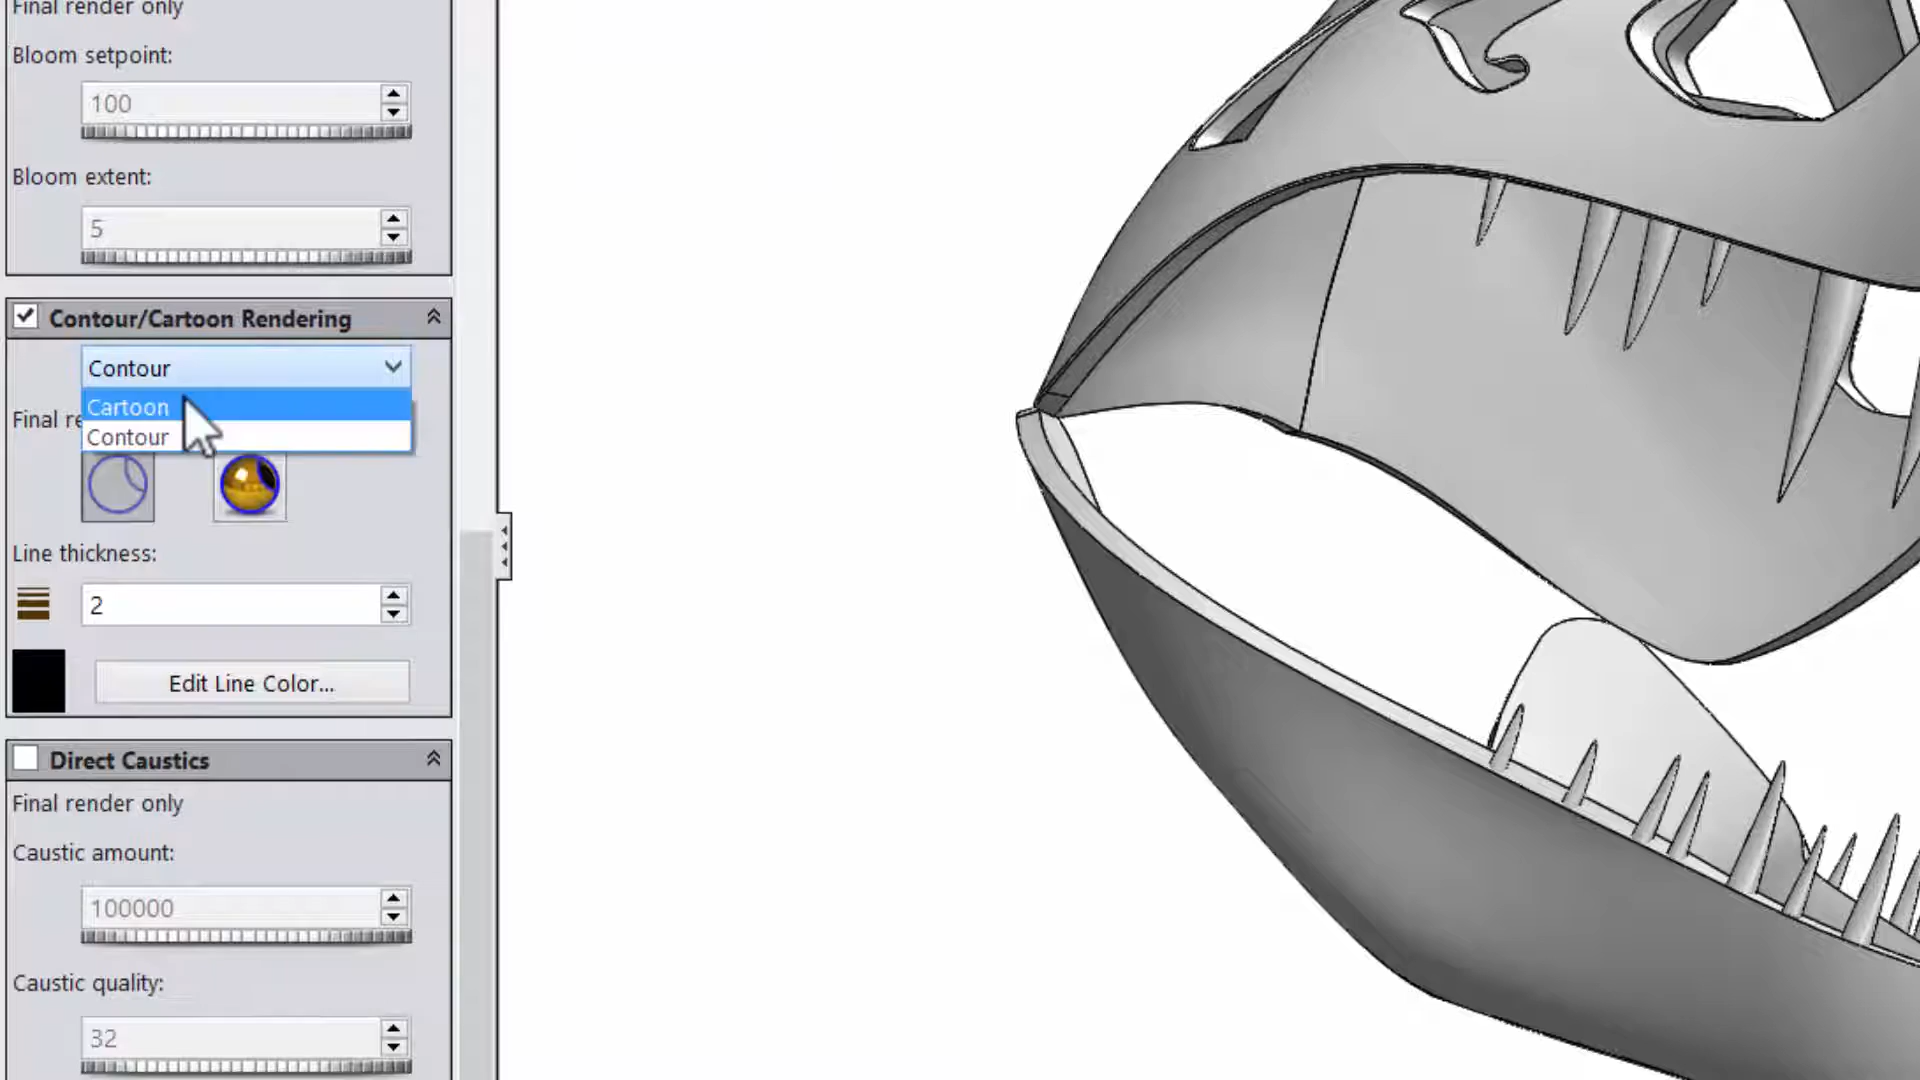 Final render only
Bloom setpoint:
100
Bloom extent:
5
Contour/Cartoon Rendering
Contour
Cartoon
Final re
Contour
Line thickness:
2
Edit Line Color...
Direct Caustics
Final render only
Caustic amount:
100000
Caustic quality:
32